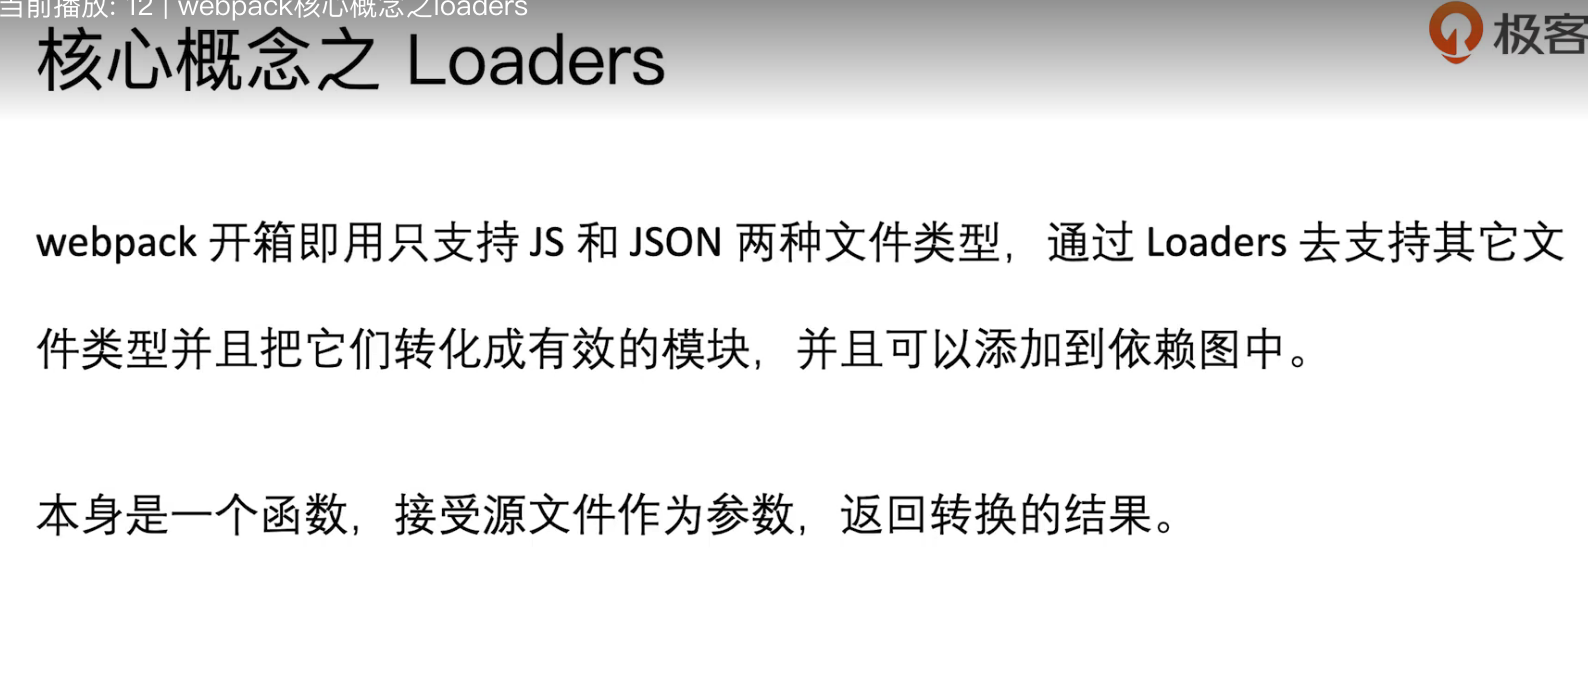 当前播放: 12 | webpack核心概念之loaders
极客
核心概念之 Loaders
webpack 开箱即用只支持 JS 和 JSON 两种文件类型，通过 Loaders 去支持其它文
件类型并且把它们转化成有效的模块，并且可以添加到依赖图中。
本身是一个函数，接受源文件作为参数，返回转换的结果。